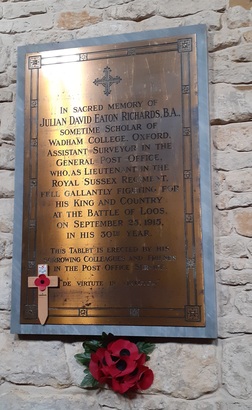 IN SACRED MEMORY OF
JULIAN DAVID EATON RICHARDS, B.A.,
SOMETIME SCHOLAR OF
WADHAM COLLEGE, OXFORD,
ASSISTANT-SURVEYOR IN THE
GENERAL POST OFFICE,
WHO, AS LIEUTENANT IN THE
ROYAL SUSSEX REGIMENT,
FELL GALLANTLY FIGHTING FOR
HIS KING AND COUNTRY
AT THE BATTLE OF LOOS,
ON SEPTEMBER 25, 1915,
IN HIS 30TH YEAR.
THIS TABLET IS ERECTED BY HIS
SORROWING COLLEAGUES AND FRIENDS
IN THE POST OFFICE
DE VIRTUTE